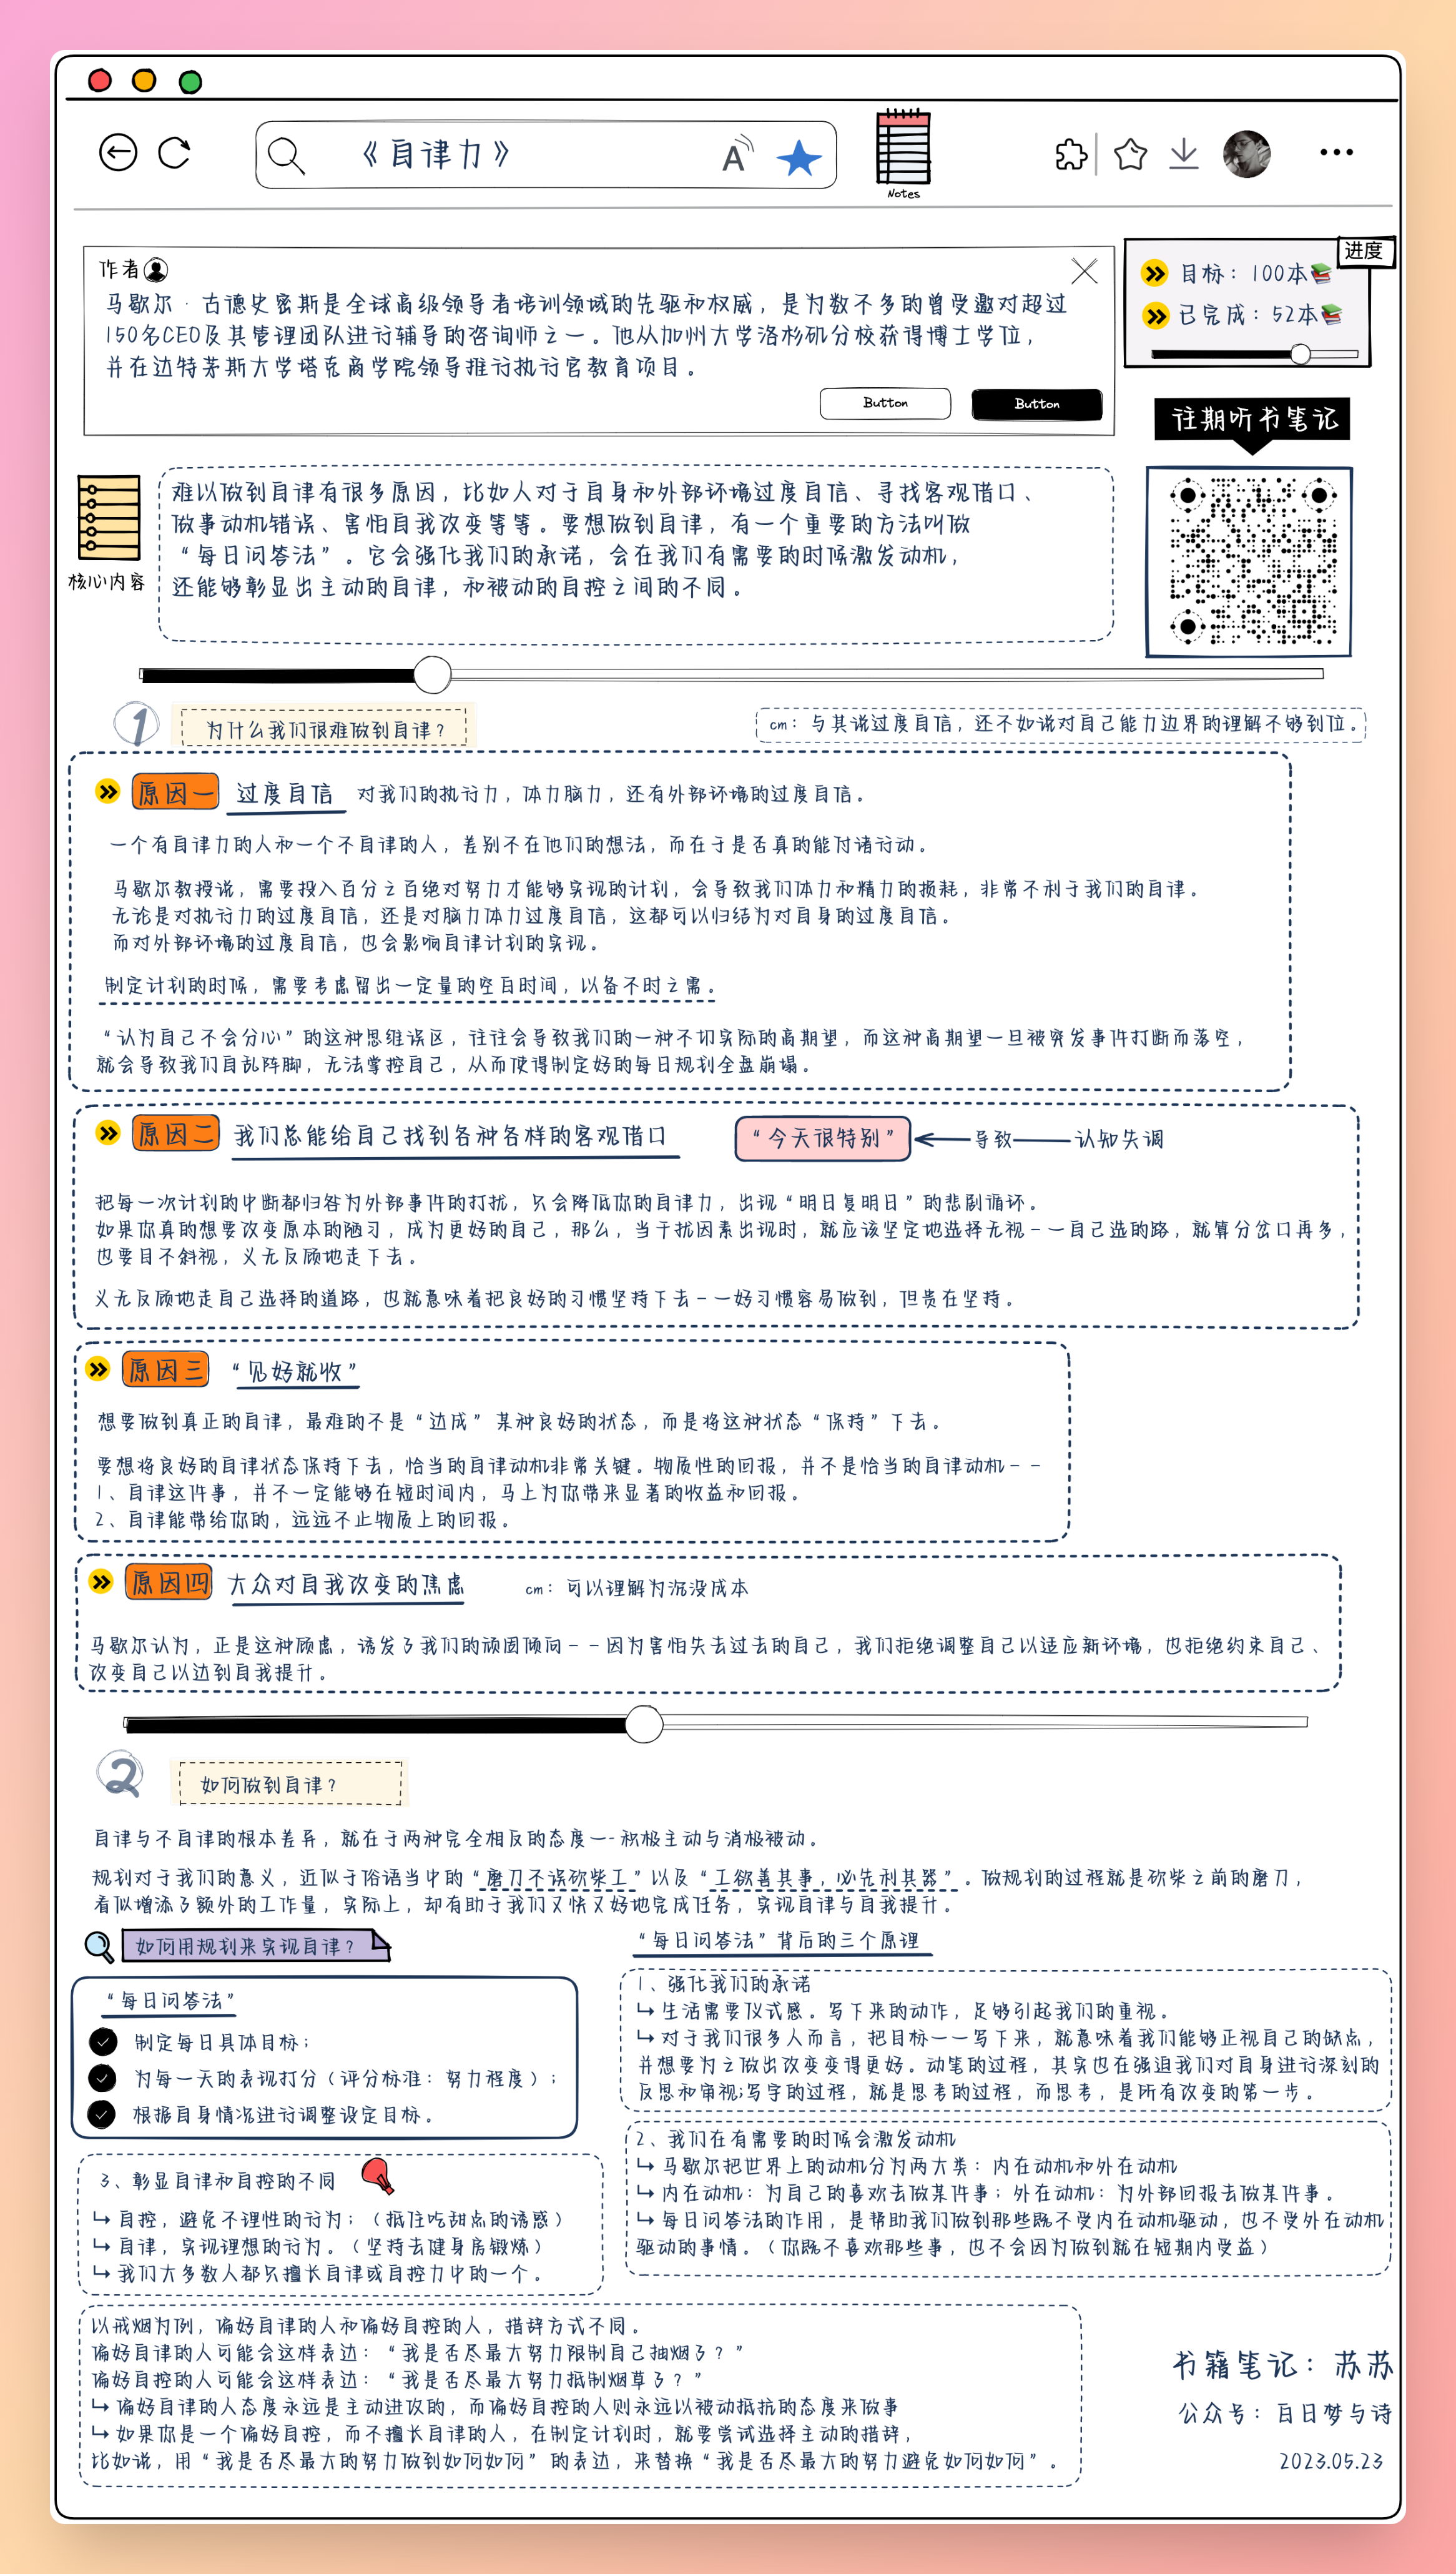 《自律力》
A
Notes
作者
马歇尔·古德史密斯是全球高级领导者培训领域的先驱和权威，是为数不多的曾受邀对超过
150名CEO及其管理团队进行辅导的咨询师之一。他从加州大学洛杉矶分校获得博士学位，
并在边特茅斯大学塔克商学院领导推行执行官教育项目。
Button
Button
进度
目标：100本
已完成：52本
往期听书笔记
核心内容
难以做到自律有很多原因，比如人对于自身和外部环境过度自信、寻找客观借口、
做事动机错误、害怕自我改变等等。要想做到自律，有一个重要的方法叫做
“每日问答法”。它会强化我们的承诺，会在我们有需要的时候激发动机，
还能够彰显出主动的自律，和被动的自控之间的不同。
1
为什么我们很难做到自律？
cm：与其说过度自信，还不如说对自己能力边界的理解不够到位。
原因一 过度自信 对我们的执行力，体力脑力，还有外部环境的过度自信。
一个有自律力的人和一个不自律的人，差别不在他们的想法，而在于是否真的能付诸行动。
马歇尔教授说，需要投入百分之百绝对努力才能够实现的计划，会导致我们体力和精力的损耗，非常不利于我们的自律。
无论是对执行力的过度自信，还是对脑力体力过度自信，这都可以归结为对自身的过度自信。
而对外部环境的过度自信，也会影响自律计划的实现。
制定计划的时候，需要考虑留出一定量的空白时间，以备不时之需。
“认为自己不会分心”的这种思维误区，往往会导致我们的一种不切实际的高期望，而这种高期望一旦被突发事件打断而落空，
就会导致我们自乱阵脚，无法掌控自己，从而使得制定好的每日规划全盘崩塌。
原因二 我们总能给自己找到各种各样的客观借口 “今天很特别” 导致 认知失调
把每一次计划的中断都归咎为外部事件的打扰，只会降低你的自律力，出现“明日复明日”的悲剧循环。
如果你真的想要改变原本的陋习，成为更好的自己，那么，当干扰因素出现时，就应该坚定地选择无视－一自己选的路，就算分岔口再多，
也要目不斜视，义无反顾地走下去。
义无反顾地走自己选择的道路，也就意味着把良好的习惯坚持下去－一好习惯容易做到，但贵在坚持。
原因三 “见好就收”
想要做到真正的自律，最难的不是“达成”某种良好的状态，而是将这种状态“保持”下去。
要想将良好的自律状态保持下去，恰当的自律动机非常关键。物质性的回报，并不是恰当的自律动机－－
1、自律这件事，并不一定能够在短时间内，马上为你带来显著的收益和回报。
2、自律能带给你的，远远不止物质上的回报。
原因四 大众对自我改变的焦虑 cm：可以理解为沉没成本
马歇尔认为，正是这种顾虑，诱发了我们的顽固倾向－－因为害怕失去过去的自己，我们拒绝调整自己以适应新环境，也拒绝约束自己、
改变自己以达到自我提升。
2
如何做到自律？
自律与不自律的根本差异，就在于两种完全相反的态度一-积极主动与消极被动。
规划对于我们的意义，近似于俗语当中的“磨刀不误砍柴工”以及“工欲善其事，必先利其器”。做规划的过程就是砍柴之前的磨刀，
看似增添了额外的工作量，实际上，却有助于我们又快又好地完成任务，实现自律与自我提升。
如何用规划来实现自律？
“每日问答法”
制定每日具体目标；
为每一天的表现打分（评分标准：努力程度）；
根据自身情况进行调整设定目标。
“每日问答法”背后的三个原理
1、强化我们的承诺
↳生活需要仪式感。写下来的动作，足够引起我们的重视。
↳对于我们很多人而言，把目标一一写下来，就意味着我们能够正视自己的缺点，
并想要为之做出改变变得更好。动笔的过程，其实也在强迫我们对自身进行深刻的
反思和审视;写字的过程，就是思考的过程，而思考，是所有改变的第一步。
2、我们在有需要的时候会激发动机
↳马歇尔把世界上的动机分为两大类：内在动机和外在动机
↳内在动机：为自己的喜欢去做某件事；外在动机：为外部回报去做某件事。
↳每日问答法的作用，是帮助我们做到那些既不受内在动机驱动，也不受外在动机
驱动的事情。（你既不喜欢那些事，也不会因为做到就在短期内受益）
3、彰显自律和自控的不同
↳自控，避免不理性的行为；（抵住吃甜点的诱惑）
↳自律，实现理想的行为。（坚持去健身房锻炼）
↳我们大多数人都只擅长自律或自控力中的一个。
以戒烟为例，偏好自律的人和偏好自控的人，措辞方式不同。
偏好自律的人可能会这样表达：“我是否尽最大努力限制自己抽烟了？”
偏好自控的人可能会这样表达：“我是否尽最大努力抵制烟草了？”
↳偏好自律的人态度永远是主动进攻的，而偏好自控的人则永远以被动抵抗的态度来做事
↳如果你是一个偏好自控，而不擅长自律的人，在制定计划时，就要尝试选择主动的措辞，
比如说，用“我是否尽最大的努力做到如何如何”的表达，来替换“我是否尽最大的努力避免如何如何”。
书籍笔记：苏苏
公众号：白日梦与诗
2023.05.23